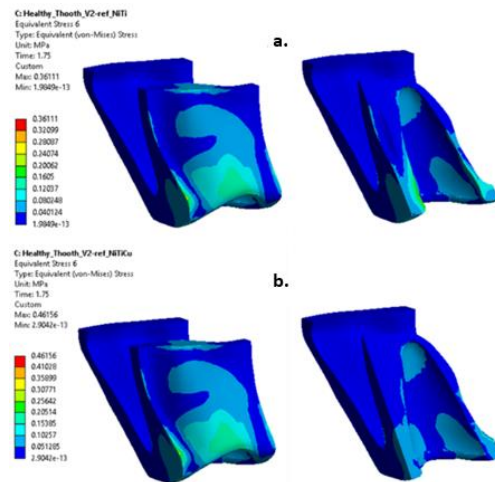 C: Healthy_Thooth_V2-ref_NiTi
Equivalent Stress 6
Type: Equivalent (von-Mises) Stress
Unit: MPa
Time: 1.75
Custom
Max: 0.36111
Min: 1.9849e-13
a.
0.36111
0.32099
0.28087
0.24074
0.20062
0.1605
0.12037
0.080248
0.040124
1.9849e-13
C: Healthy_Thooth_V2-ref_NiTiCu
Equivalent Stress 6
Type: Equivalent (von-Mises) Stress
Unit: MPa
Time: 1.75
Custom
Max: 0.46156
Min: 2.9042e-13
b.
0.46156
0.41028
0.35899
0.30771
0.25642
0.20514
0.15385
0.10257
0.051285
2.9042e-13